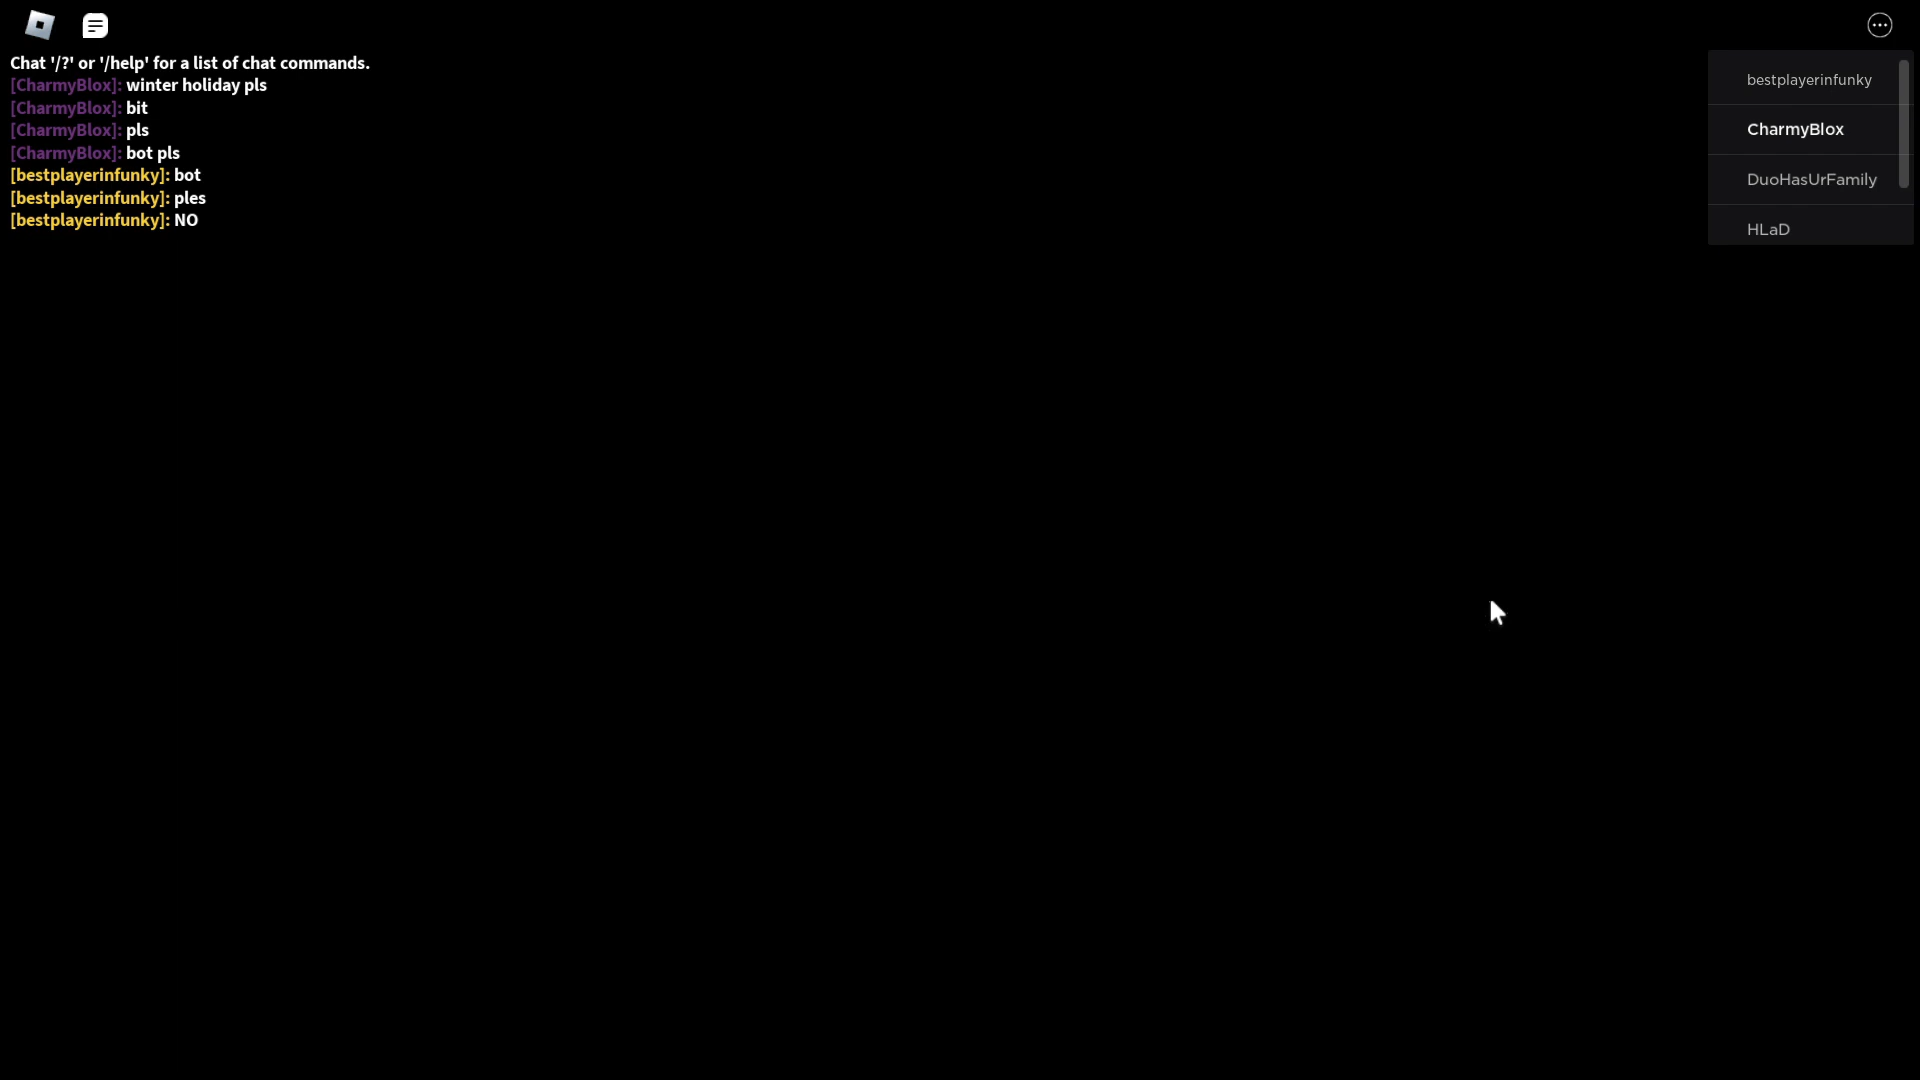 Chat '/?' or '/help' for a list of chat commands.
[CharmyBlox]: winter holiday pls
[CharmyBlox]: bit
[CharmyBlox]: pls
[CharmyBlox]: bot pls
[bestplayerinfunky]: bot
[bestplayerinfunky]: ples
[bestplayerinfunky]: NO
bestplayerinfunky
CharmyBlox
DuoHasUrFamily
HLaD